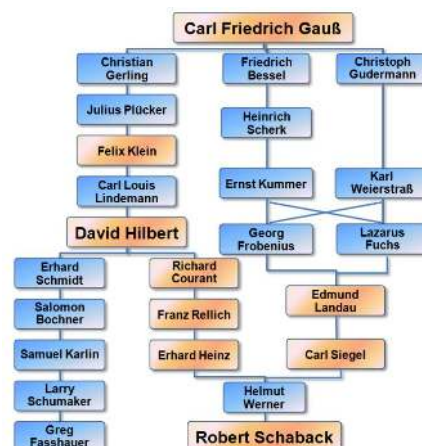 Carl Friedrich Gauß
Christian
Gerling
Friedrich
Bessel
Christoph
Gudermann
Julius Plücker
Heinrich
Scherk
Felix Klein
Carl Louis
Lindemann
Ernst Kummer
Karl
Weierstraß
David Hilbert
Georg
Frobenius
Lazarus
Fuchs
Erhard
Schmidt
Richard
Courant
Edmund
Landau
Salomon
Bochner
Franz Rellich
Samuel Karlin
Erhard Heinz
Carl Siegel
Larry
Schumaker
Helmut
Werner
Greg
Fasshauer
Robert Schaback